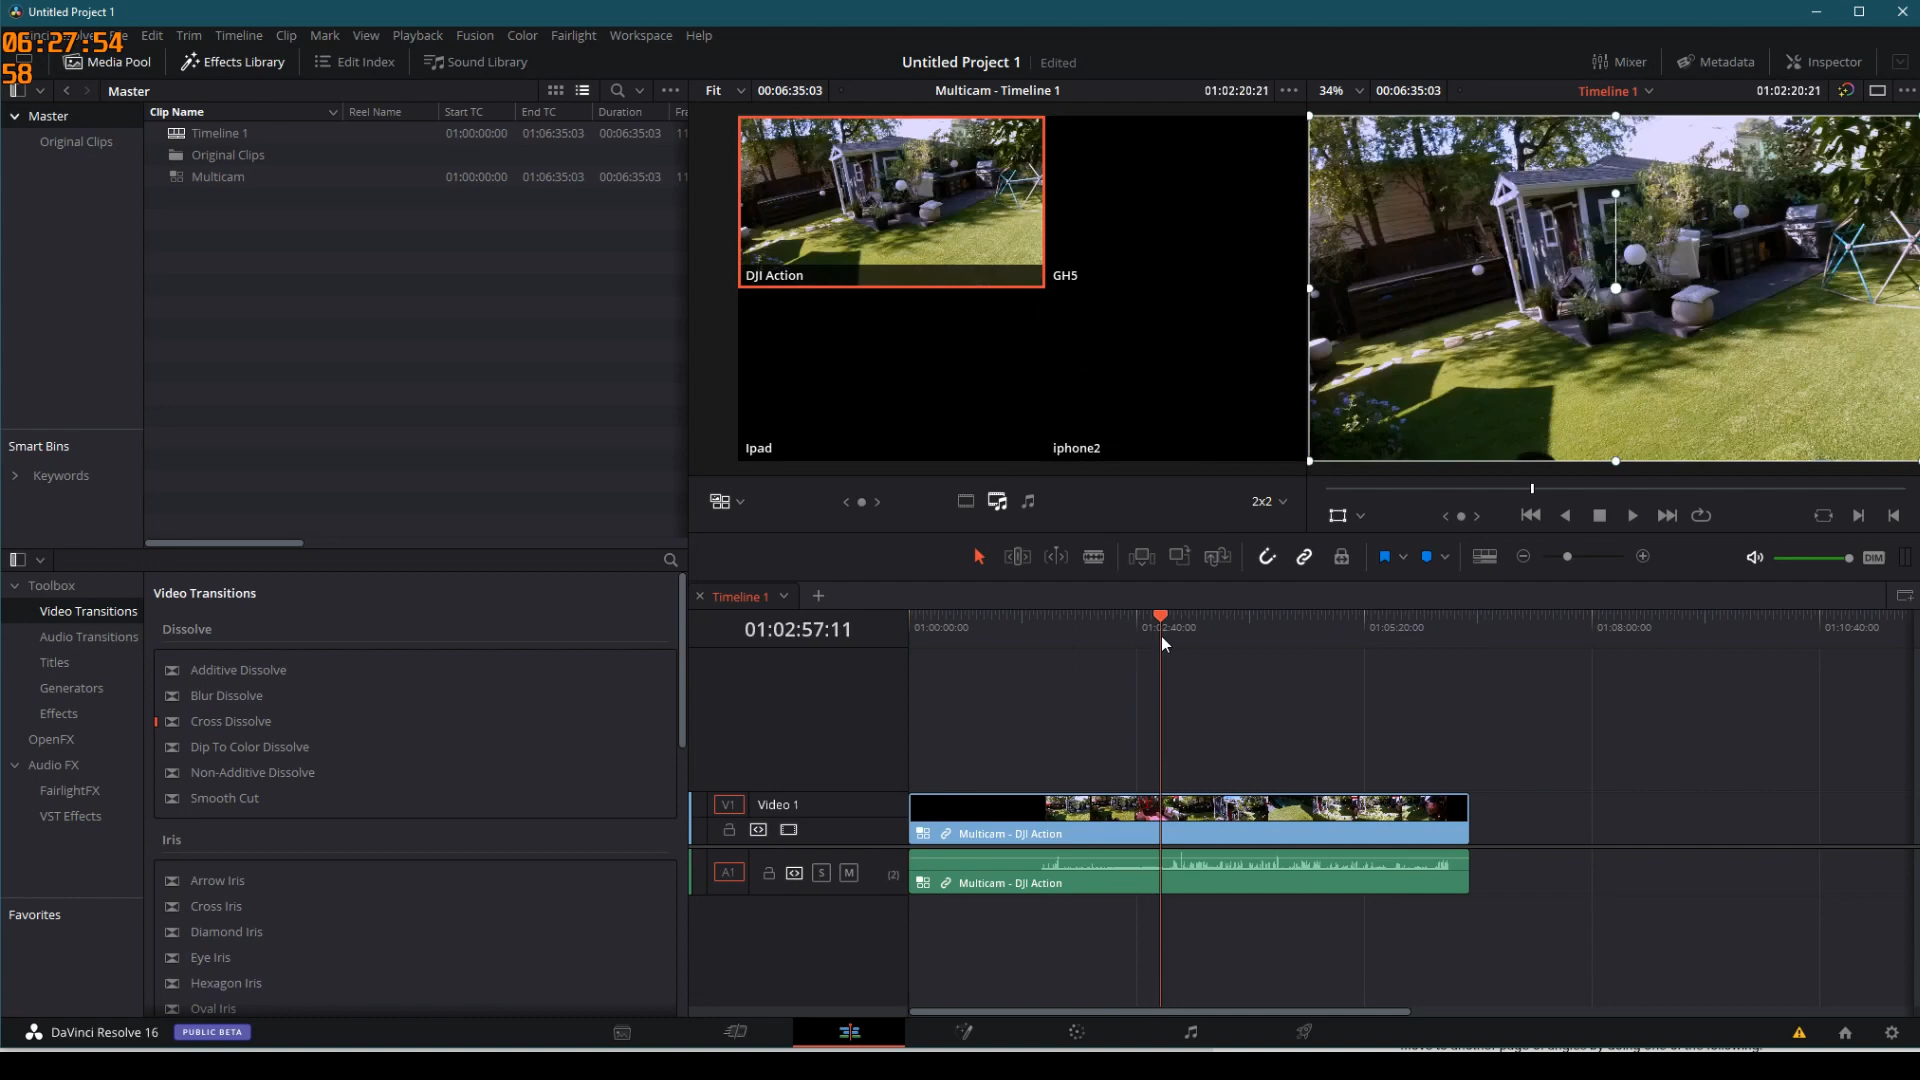 Untitled Project 1
Edit Trim Timeline Clip Mark View Playback Fusion Color Fairlight Workspace Help
06:27:54
58
Media Pool Effects Library Edit Index Sound Library
Untitled Project 1 Edited
Mixer Metadata Inspector
Master
Fit 00:06:35:03 Multicam - Timeline 1 01:02:20:21
34% 00:06:35:03 Timeline 1 01:02:20:21
Master
Original Clips
Clip Name Reel Name Start TC End TC Duration
Timeline 1 01:00:00:00 01:06:35:03 00:06:35:03
Original Clips
Multicam 01:00:00:00 01:06:35:03 00:06:35:03
DJI Action
GH5
Ipad
iphone2
Smart Bins
Keywords
2x2
DIM
Toolbox
Video Transitions
Audio Transitions
Titles
Generators
Effects
OpenFX
Audio FX
FairlightFX
VST Effects
Favorites
Video Transitions
Dissolve
Additive Dissolve
Blur Dissolve
Cross Dissolve
Dip To Color Dissolve
Non-Additive Dissolve
Smooth Cut
Iris
Arrow Iris
Cross Iris
Diamond Iris
Eye Iris
Hexagon Iris
Oval Iris
Timeline 1
01:02:57:11
01:00:00:00 01:02:40:00 01:05:20:00 01:08:00:00 01:10:40:00
V1 Video 1
Multicam - DJI Action
A1 S M (2)
Multicam - DJI Action
DaVinci Resolve 16 PUBLIC BETA